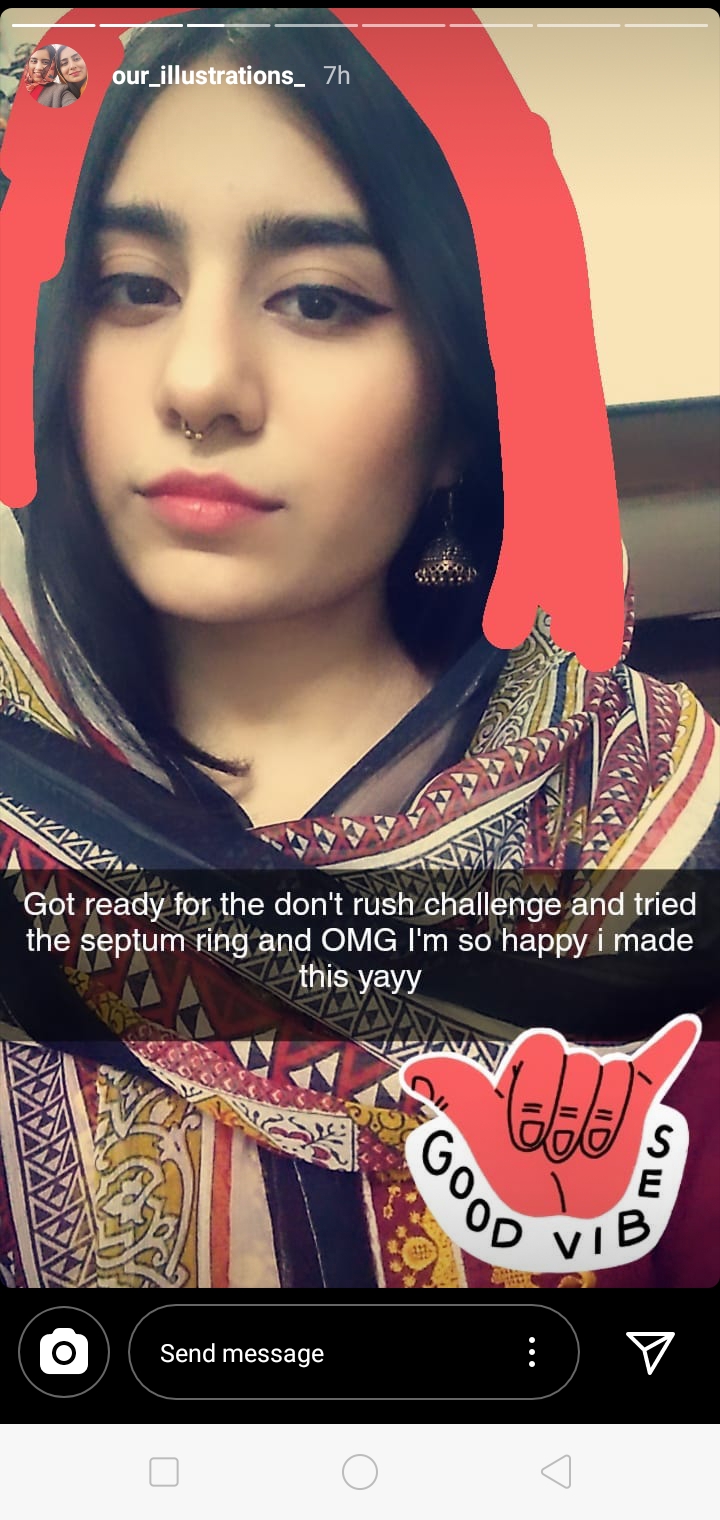 our_illustrations_ 7h
Got ready for the don't rush challenge and tried
the septum ring and OMG I'm so happy i made
this yayy
GOOD VIBES
Send message